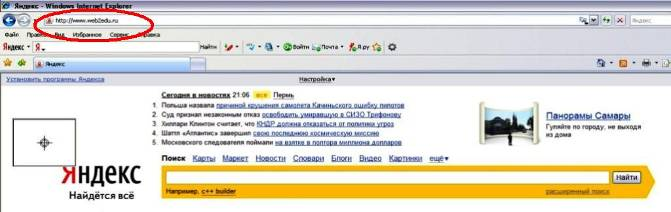 Яндекс - Windows Internet Explorer
http://www.web2edu.ru
Яндекс
Файл Правка Вид Избранное Сервис Справка
Яндекс Я Найти Войти Почта Я.ру
Яндекс
Установить программы Яндекса
Настройка
Сегодня в новостях 21:06 все Пермь
1. Польша назвала причиной крушения самолета Качиньского ошибку пилотов
2. Суд признал незаконным отказ освободить умиравшую в СИЗО Трифонову
3. Хиллари Клинтон считает, что КНДР должна отказаться от политики угроз
4. Шаттл «Атлантис» завершил свою последнюю космическую миссию
5. Московского следователя поймали на взятке в полтора миллиона долларов
Панорамы Самары
Гуляйте по городу, не выходя
из дома
Яндекс
Найдётся всё
Поиск Карты Маркет Новости Словари Блоги Видео Картинки ещё
Найти
Например, c++ builder
расширенный поиск